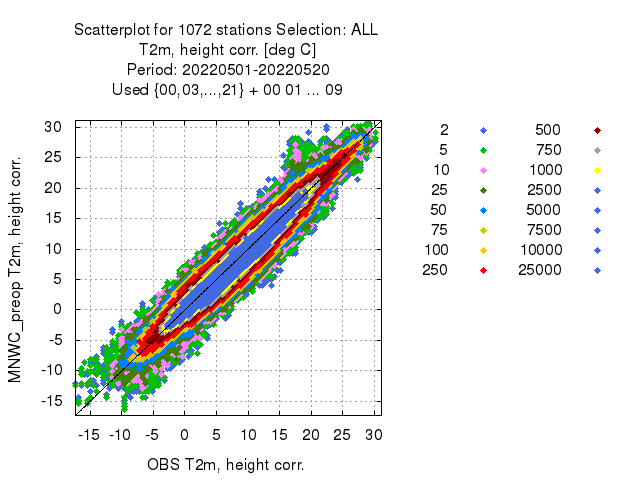 Scatterplot for 1072 stations Selection: ALL
T2m, height corr. [deg C]
Period: 20220501-20220520
Used {00,03,...,21} + 00 01 ... 09
MNWC_preop T2m, height corr.
30
25
20
15
10
5
0
-5
-10
-15
-15 -10 -5 0 5 10 15 20 25 30
OBS T2m, height corr.
2 500
5 750
10 1000
25 2500
50 5000
75 7500
100 10000
250 25000